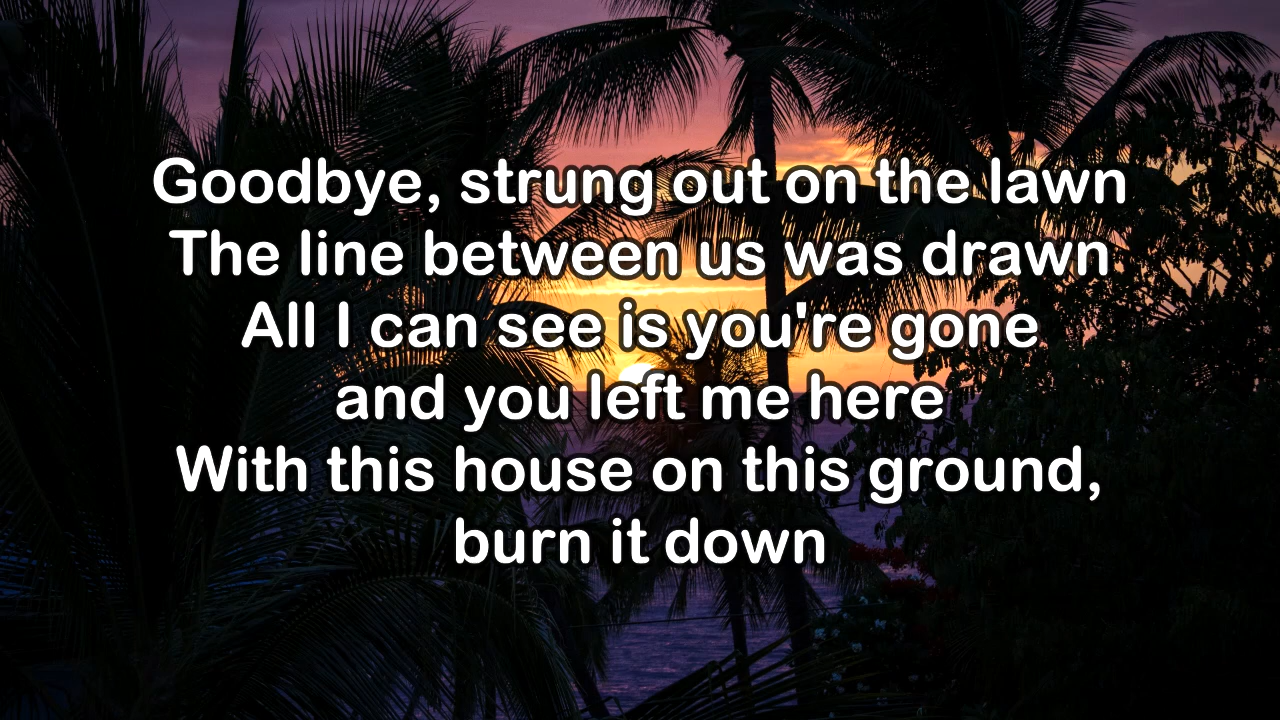 Goodbye, strung out on the lawn
The line between us was drawn
All I can see is you're gone
and you left me here
With this house on this ground,
burn it down